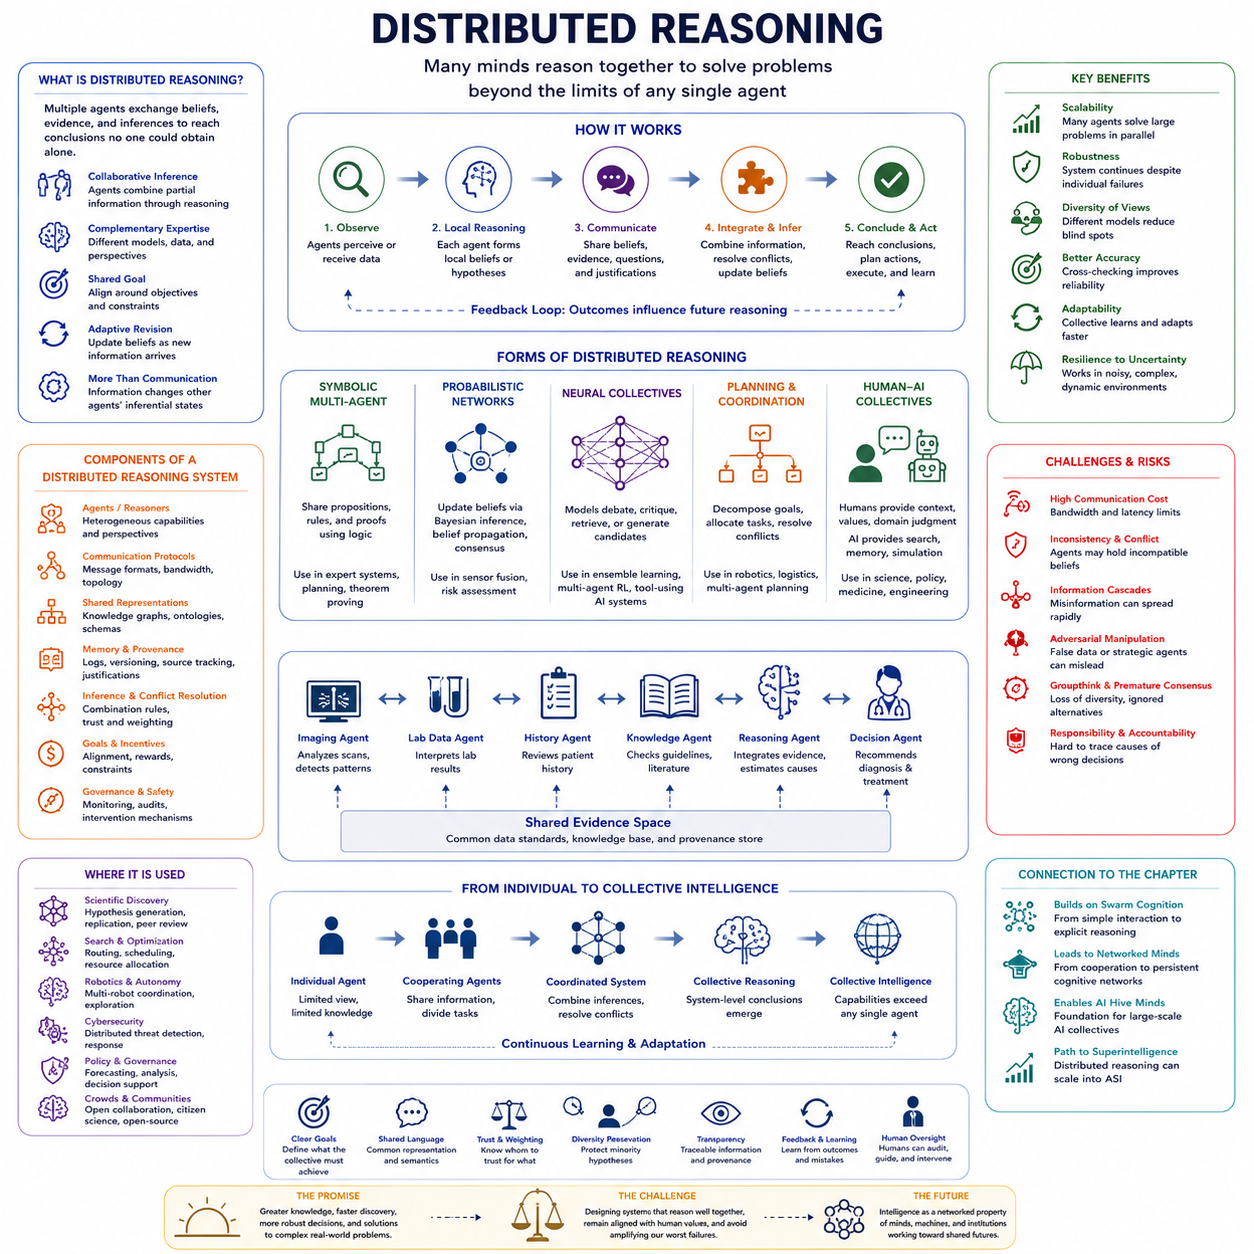 DISTRIBUTED REASONING
Many minds reason together to solve problems
beyond the limits of any single agent
WHAT IS DISTRIBUTED REASONING?
Multiple agents exchange beliefs,
evidence, and inferences to reach
conclusions no one could obtain
alone.
Collaborative Inference
Agents combine partial
information through reasoning
Complementary Expertise
Different models, data, and
perspectives
Shared Goal
Align around objectives
and constraints
Adaptive Revision
Update beliefs as new
information arrives
More Than Communication
Information changes other
agents' inferential states
HOW IT WORKS
1. Observe
Agents perceive or
receive data
2. Local Reasoning
Each agent forms
local beliefs or
hypotheses
3. Communicate
Share beliefs,
evidence, questions,
and justifications
4. Integrate & Infer
Combine information,
resolve conflicts,
update beliefs
5. Conclude & Act
Reach conclusions,
plan actions,
execute, and learn
Feedback Loop: Outcomes influence future reasoning
KEY BENEFITS
Scalability
Many agents solve large
problems in parallel
Robustness
System continues despite
individual failures
Diversity of Views
Different models reduce
blind spots
Better Accuracy
Cross-checking improves
reliability
Adaptability
Collective learns and adapts
faster
Resilience to Uncertainty
Works in noisy, complex,
dynamic environments
FORMS OF DISTRIBUTED REASONING
SYMBOLIC
MULTI-AGENT
Share propositions,
rules, and proofs
using logic
Use in expert systems,
planning, theorem
proving
PROBABILISTIC
NETWORKS
Update beliefs via
Bayesian inference,
belief propagation,
consensus
Use in sensor fusion,
risk assessment
NEURAL COLLECTIVES
Models debate, critique,
retrieve, or generate
candidates
Use in ensemble learning,
multi-agent RL, tool-using
AI systems
PLANNING &
COORDINATION
Decompose goals,
allocate tasks, resolve
conflicts
Use in robotics, logistics,
multi-agent planning
HUMAN–AI
COLLECTIVES
Humans provide context,
values, domain judgment
AI provides search,
memory, simulation
Use in science, policy,
medicine, engineering
COMPONENTS OF A
DISTRIBUTED REASONING SYSTEM
Agents / Reasoners
Heterogeneous capabilities
and perspectives
Communication Protocols
Message formats, bandwidth,
topology
Shared Representations
Knowledge graphs, ontologies,
schemas
Memory & Provenance
Logs, versioning, source tracking,
justifications
Inference & Conflict Resolution
Combination rules,
trust and weighting
Goals & Incentives
Alignment, rewards,
constraints
Governance & Safety
Monitoring, audits,
intervention mechanisms
CHALLENGES & RISKS
High Communication Cost
Bandwidth and latency limits
Inconsistency & Conflict
Agents may hold incompatible
beliefs
Information Cascades
Misinformation can spread
rapidly
Adversarial Manipulation
False data or strategic agents
can mislead
Groupthink & Premature Consensus
Loss of diversity, ignored
alternatives
Responsibility & Accountability
Hard to trace causes of
wrong decisions
Imaging Agent
Analyzes scans,
detects patterns
Lab Data Agent
Interprets lab
results
History Agent
Reviews patient
history
Knowledge Agent
Checks guidelines,
literature
Reasoning Agent
Integrates evidence,
estimates causes
Decision Agent
Recommends
diagnosis &
treatment
Shared Evidence Space
Common data standards, knowledge base, and provenance store
WHERE IT IS USED
Scientific Discovery
Hypothesis generation,
replication, peer review
Search & Optimization
Routing, scheduling,
resource allocation
Robotics & Autonomy
Multi-robot coordination,
exploration
Cybersecurity
Distributed threat detection,
response
Policy & Governance
Forecasting, analysis,
decision support
Crowds & Communities
Open collaboration, citizen
science, open-source
FROM INDIVIDUAL TO COLLECTIVE INTELLIGENCE
Individual Agent
Limited view,
limited knowledge
Cooperating Agents
Share information,
divide tasks
Coordinated System
Combine inferences,
resolve conflicts
Collective Reasoning
System-level conclusions
emerge
Collective Intelligence
Capabilities exceed
any single agent
Continuous Learning & Adaptation
CONNECTION TO THE CHAPTER
Builds on Swarm Cognition
From simple interaction to
explicit reasoning
Leads to Networked Minds
From cooperation to persistent
cognitive networks
Enables AI Hive Minds
Foundation for large-scale
AI collectives
Path to Superintelligence
Distributed reasoning can
scale into ASI
Clear Goals
Define what the
collective must
achieve
Shared Language
Common representation
and semantics
Trust & Weighting
Know whom to
trust for what
Diversity Pesevation
Protect minority
hypotheses
Transparency
Traceable information
and provenance
Feedback & Learning
Learn from outcomes
and mistakes
Human Oversight
Humans can audit,
guide, and intervene
THE PROMISE
Greater knowledge, faster discovery,
more robust decisions, and solutions
to complex real-world problems.
THE CHALLENGE
Designing systems that reason well together,
remain aligned with human values, and avoid
amplifying our worst failures.
THE FUTURE
Intelligence as a networked property
of minds, machines, and institutions
working toward shared futures.